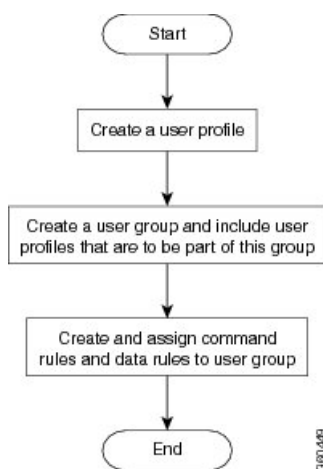 Start
Create a user profile
Create a user group and include user
profiles that are to be part of this group
Create and assign command
rules and data rules to user group
End
360449